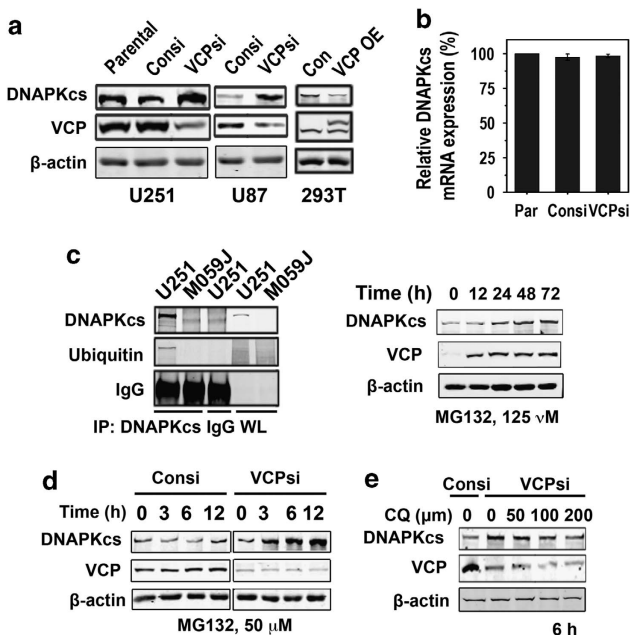 a
Parental Consi VCPsi Consi VCPsi Con VCP OE
DNAPKcs
VCP
β-actin
U251 U87 293T
b
Relative DNAPKcs
mRNA expression (%)
100
75
50
25
0
Par Consi VCPsi
c
U251 M059J U251 U251 M059J
DNAPKcs
Ubiquitin
IgG
IP: DNAPKcs IgG WL
Time (h) 0 12 24 48 72
DNAPKcs
VCP
β-actin
MG132, 125 νM
d
Consi VCPsi
Time (h) 0 3 6 12 0 3 6 12
DNAPKcs
VCP
β-actin
MG132, 50 μM
e
Consi VCPsi
CQ (μm) 0 0 50 100 200
DNAPKcs
VCP
β-actin
6 h